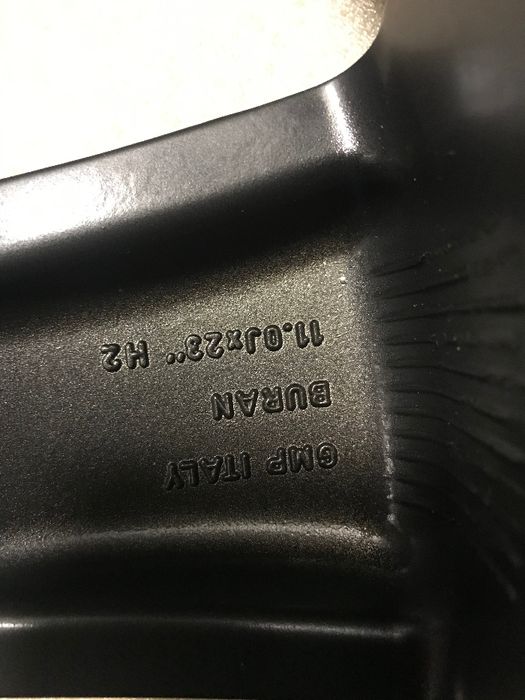 GMP ITALY
BURAN
11.0Jx23" H2